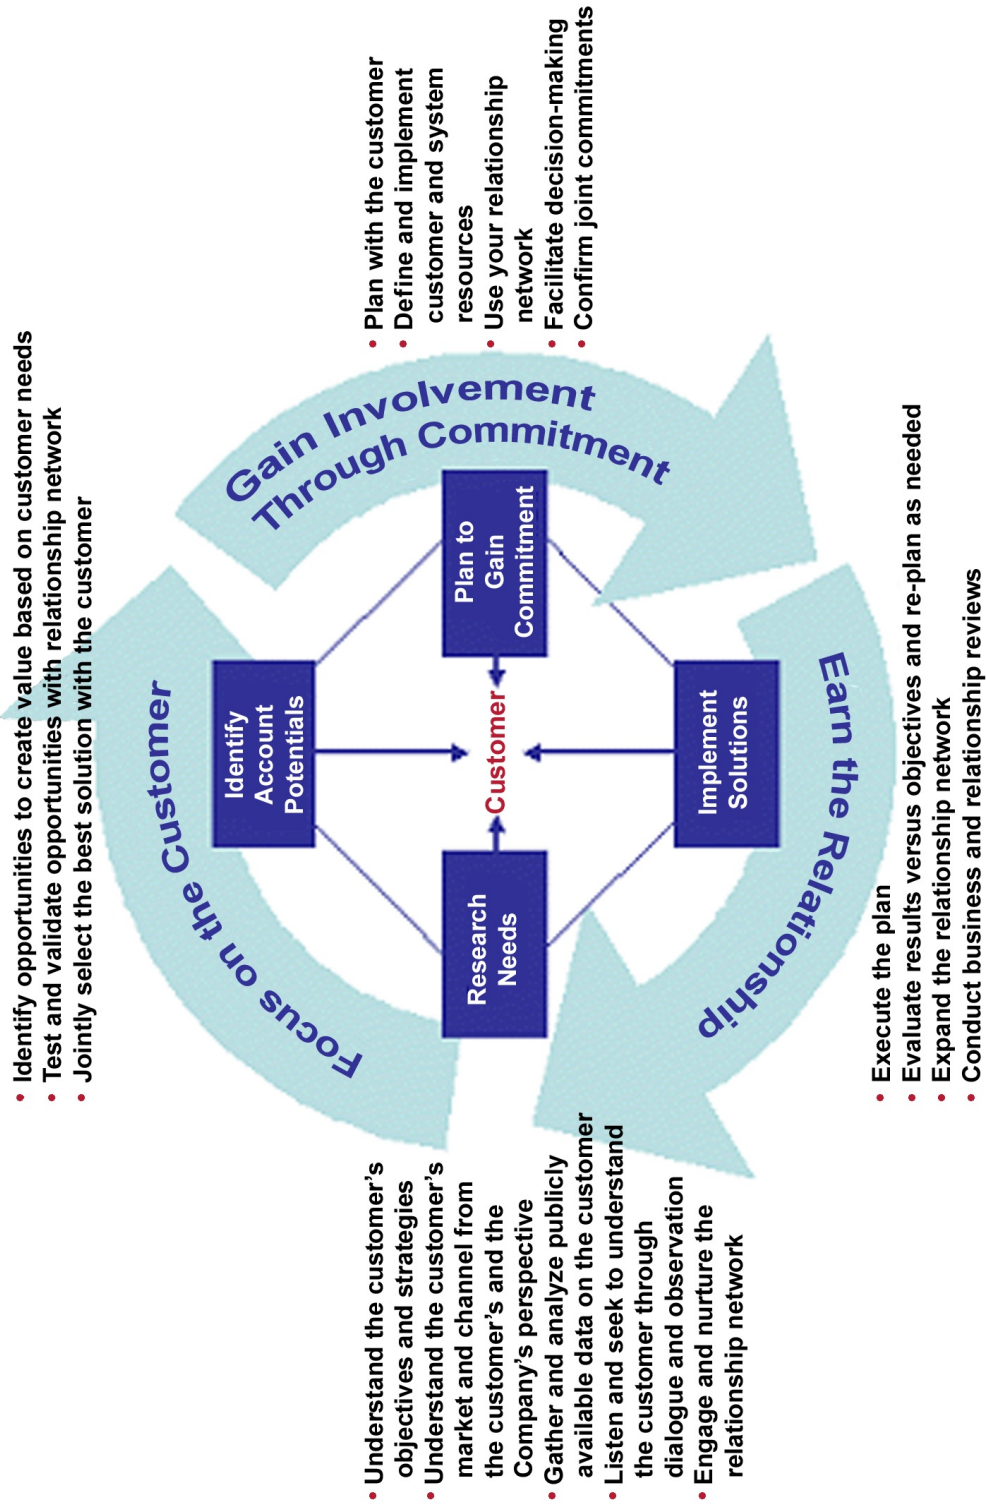 • Identify opportunities to create value based on customer needs
• Test and validate opportunities with relationship network
• Jointly select the best solution with the customer
• Understand the customer's
objectives and strategies
• Understand the customer's
market and channel from
the customer's and the
Company's perspective
• Gather and analyze publicly
available data on the customer
• Listen and seek to understand
the customer through
dialogue and observation
• Engage and nurture the
relationship network
Focus on the Customer
Gain Involvement
Through Commitment
Earn the Relationship
Identify
Account
Potentials
Research
Needs
Customer
Plan to
Gain
Commitment
Implement
Solutions
• Plan with the customer
• Define and implement
customer and system
resources
• Use your relationship
network
• Facilitate decision-making
• Confirm joint commitments
• Execute the plan
• Evaluate results versus objectives and re-plan as needed
• Expand the relationship network
• Conduct business and relationship reviews